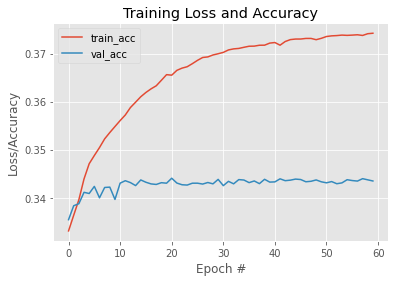 Training Loss and Accuracy
train_acc
val_acc
Loss/Accuracy
0.37
0.36
0.35
0.34
0 10 20 30 40 50 60
Epoch #